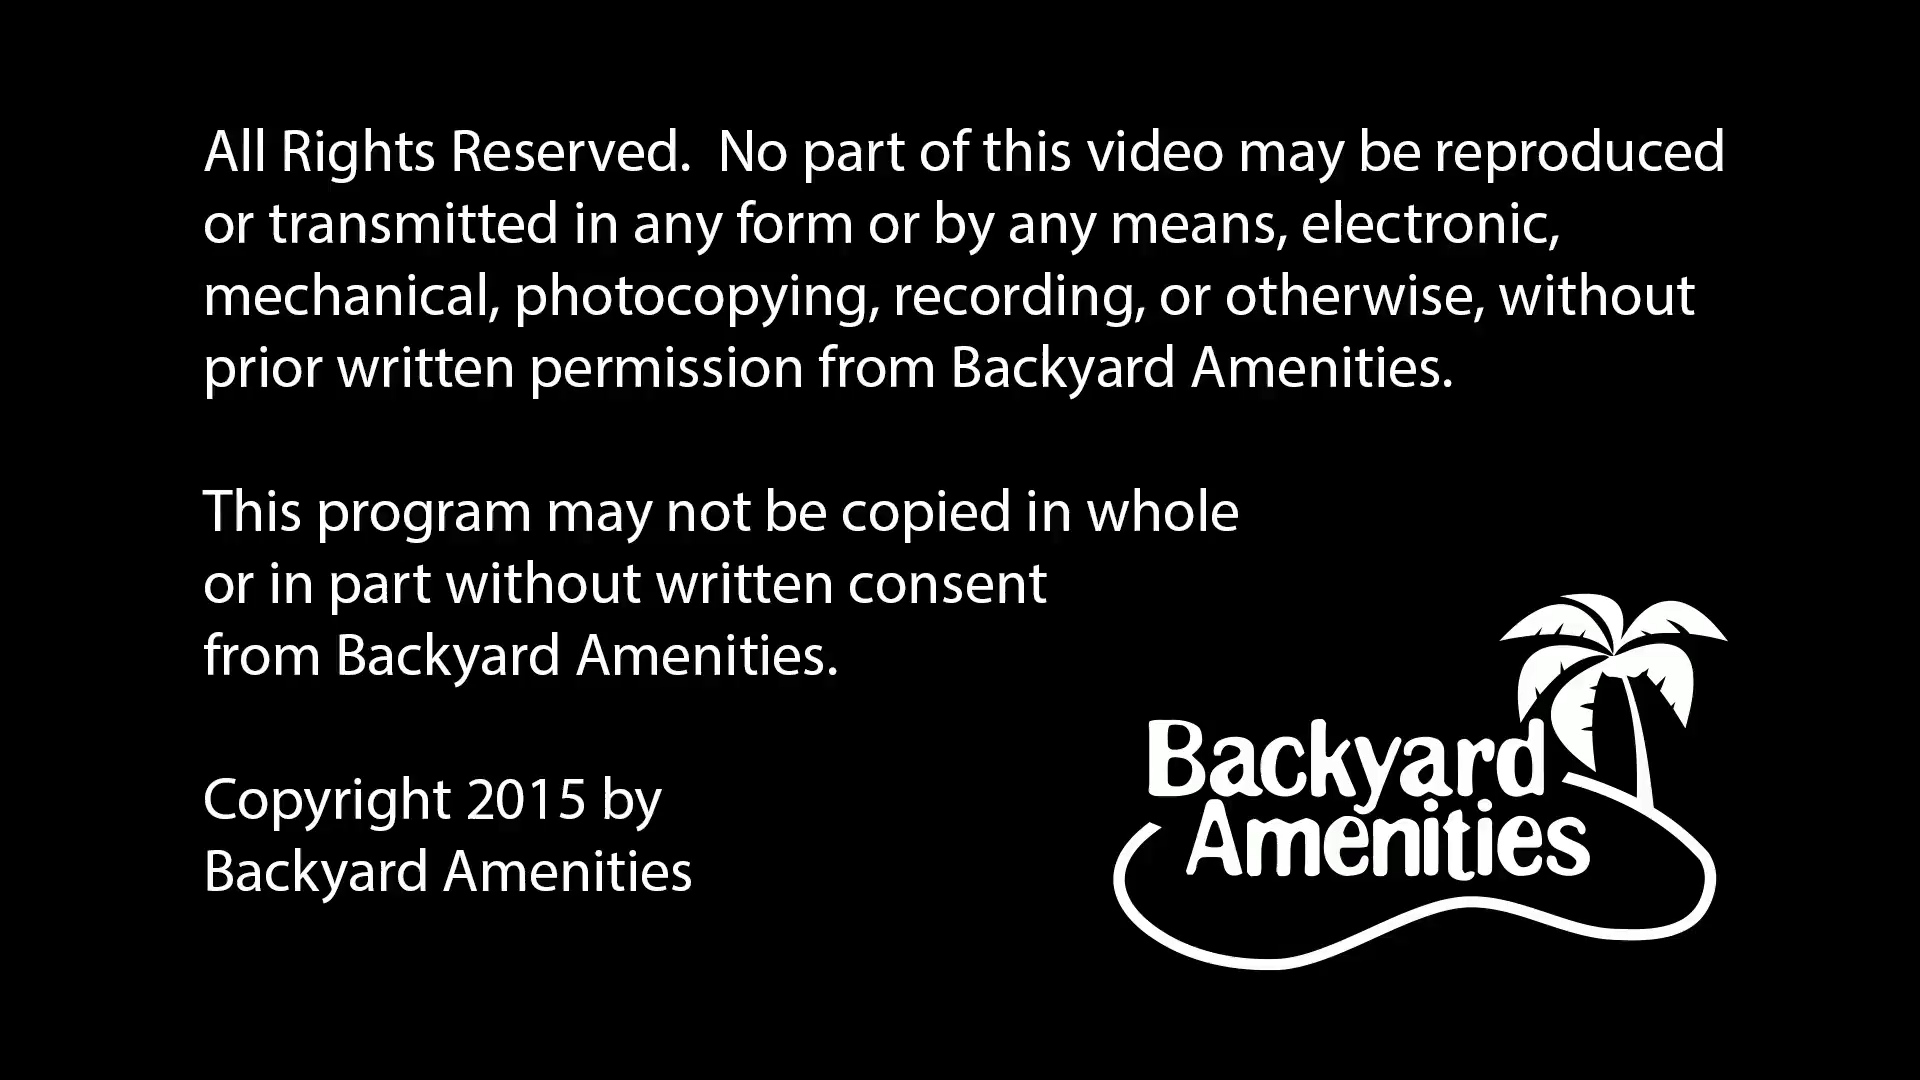 All Rights Reserved.  No part of this video may be reproduced
or transmitted in any form or by any means, electronic,
mechanical, photocopying, recording, or otherwise, without
prior written permission from Backyard Amenities.
This program may not be copied in whole
or in part without written consent
from Backyard Amenities.
Copyright 2015 by
Backyard Amenities
Backyard
Amenities